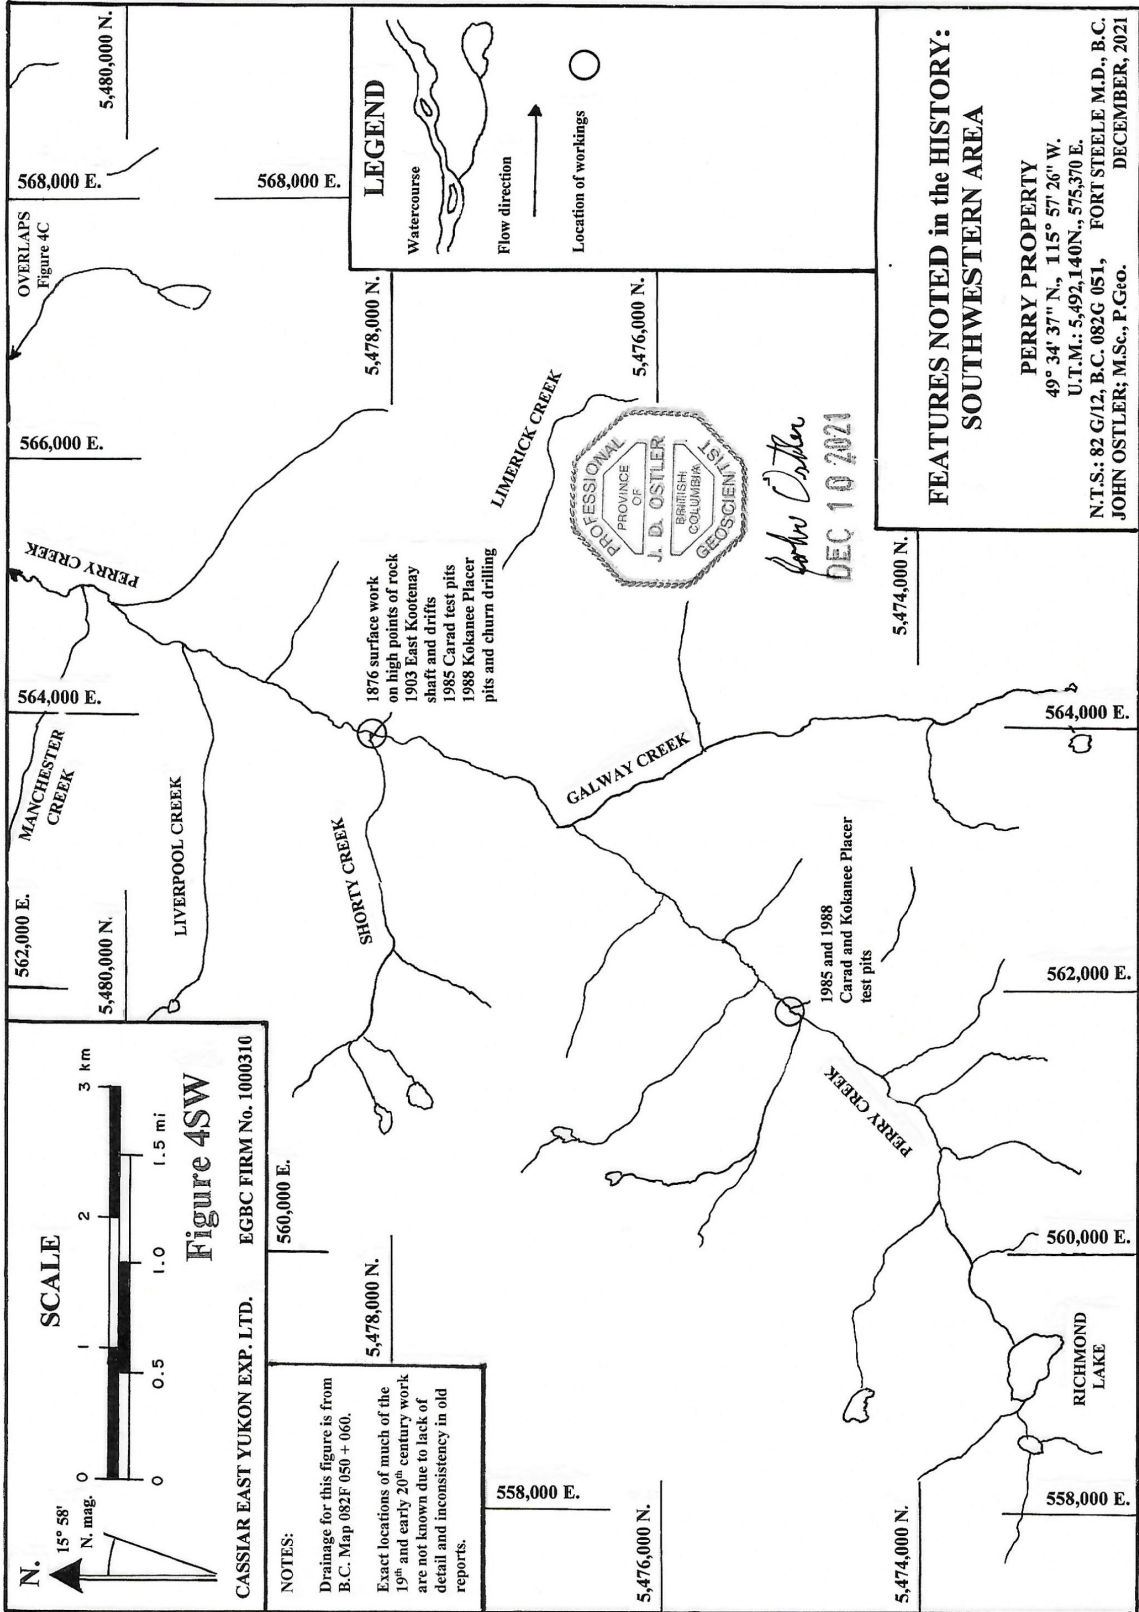 N.
15° 58'
N. mag.
SCALE
0 1 2 3 km
0 0.5 1.0 1.5 mi
Figure 4SW
CASSIAR EAST YUKON EXP. LTD. EGBC FIRM No. 1000310
NOTES:
Drainage for this figure is from
B.C. Map 082F 050 + 060.
Exact locations of much of the
19th and early 20th century work
are not known due to lack of
detail and inconsistency in old
reports.
562,000 E.
564,000 E.
566,000 E.
568,000 E.
OVERLAPS
Figure 4C
5,480,000 N.
5,480,000 N.
568,000 E.
MANCHESTER
CREEK
PERRY CREEK
LIVERPOOL CREEK
SHORTY CREEK
560,000 E.
5,478,000 N.
5,478,000 N.
1876 surface work
on high points of rock
1903 East Kootenay
shaft and drifts
1985 Carad test pits
1988 Kokanee Placer
pits and churn drilling
LIMERICK CREEK
GALWAY CREEK
558,000 E.
5,476,000 N.
5,476,000 N.
1985 and 1988
Carad and Kokanee Placer
test pits
PERRY CREEK
5,474,000 N.
5,474,000 N.
RICHMOND
LAKE
558,000 E.
560,000 E.
562,000 E.
564,000 E.
PROFESSIONAL
PROVINCE
OF
J. D. OSTLER
BRITISH
COLUMBIA
GEOSCIENTIST
John Ostler
DEC 10 2021
LEGEND
Watercourse
Flow direction
Location of workings
FEATURES NOTED in the HISTORY:
SOUTHWESTERN AREA
PERRY PROPERTY
49° 34' 37" N., 115° 57' 26" W.
U.T.M.: 5,492,140N., 575,370 E.
N.T.S.: 82 G/12, B.C. 082G 051, FORT STEELE M.D., B.C.
JOHN OSTLER; M.Sc., P.Geo. DECEMBER, 2021